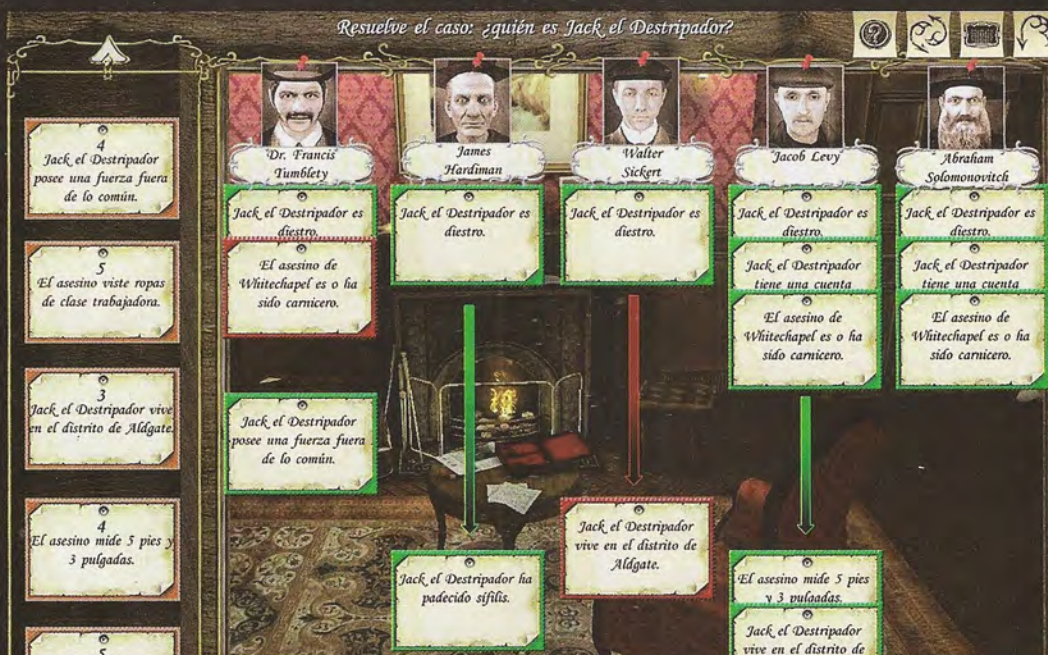 Resuelve el caso: ¿quién es Jack el Destripador?
4
Jack el Destripador
posee una fuerza fuera
de lo común.
5
El asesino viste ropas
de clase trabajadora.
3
Jack el Destripador vive
en el distrito de Aldgate.
4
El asesino mide 5 pies y
3 pulgadas.
5
Dr. Francis
Tumblety
Jack el Destripador es
diestro.
El asesino de
Whitechapel es o ha
sido carnicero.
Jack el Destripador
posee una fuerza fuera
de lo común.
James
Hardiman
Jack el Destripador es
diestro.
Jack el Destripador ha
padecido sífilis.
Walter
Sickert
Jack el Destripador es
diestro.
Jack el Destripador
vive en el distrito de
Aldgate.
Jacob Levy
Jack el Destripador es
diestro.
Jack el Destripador
tiene una cuenta
El asesino de
Whitechapel es o ha
sido carnicero.
El asesino mide 5 pies
y 3 pulgadas.
Jack el Destripador
vive en el distrito de
Abraham
Solomonovitch
Jack el Destripador es
diestro.
Jack el Destripador
tiene una cuenta
El asesino de
Whitechapel es o ha
sido carnicero.